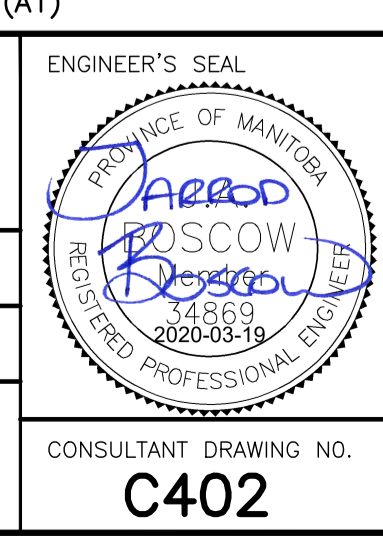 (A1)
ENGINEER'S SEAL
PROVINCE OF MANITOBA
JARROD
BOSCOW
BOSCOW
Member
34869
2020-03-19
REGISTERED PROFESSIONAL ENGINEER
CONSULTANT DRAWING NO.
C402